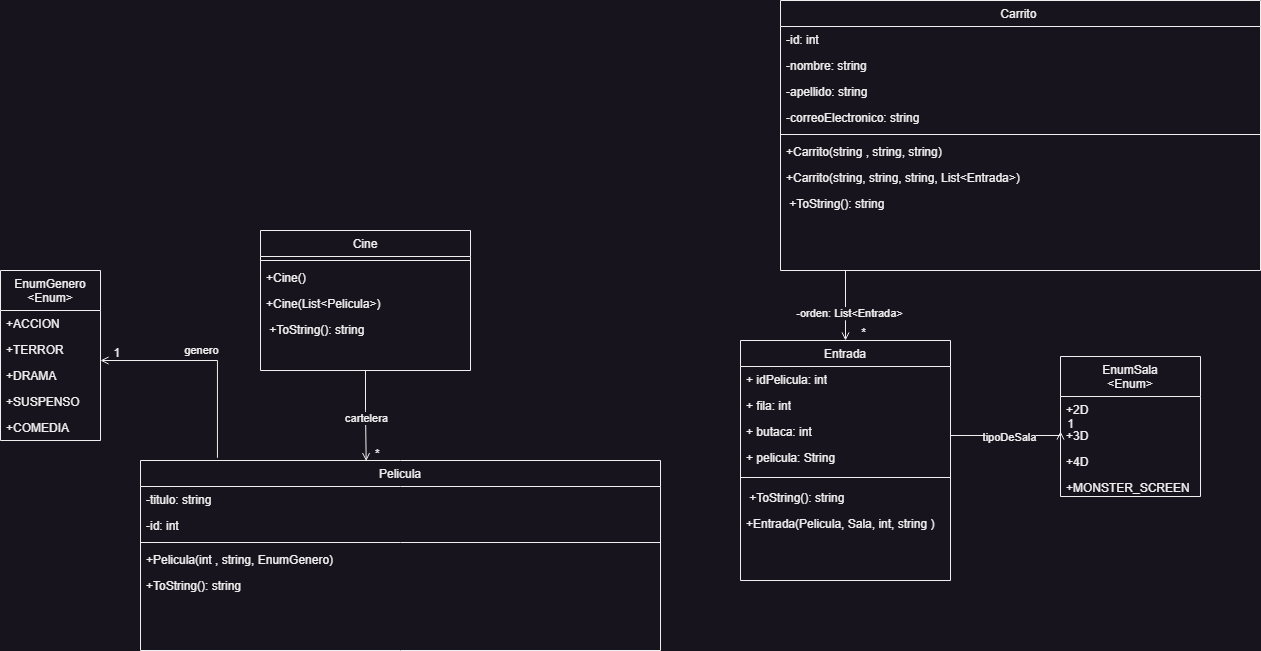 Carrito
-id: int
-nombre: string
-apellido: string
-correoElectronico: string
+Carrito(string , string, string)
+Carrito(string, string, string, List<Entrada>)
+ToString(): string
Cine
+Cine()
+Cine(List<Pelicula>)
+ToString(): string
EnumGenero
<Enum>
+ACCION
+TERROR
+DRAMA
+SUSPENSO
+COMEDIA
1
genero
cartelera
*
Pelicula
-titulo: string
-id: int
+Pelicula(int , string, EnumGenero)
+ToString(): string
-orden: List<Entrada>
*
Entrada
+ idPelicula: int
+ fila: int
+ butaca: int
+ pelicula: String
+ToString(): string
+Entrada(Pelicula, Sala, int, string )
tipoDeSala
1
EnumSala
<Enum>
+2D
+3D
+4D
+MONSTER_SCREEN